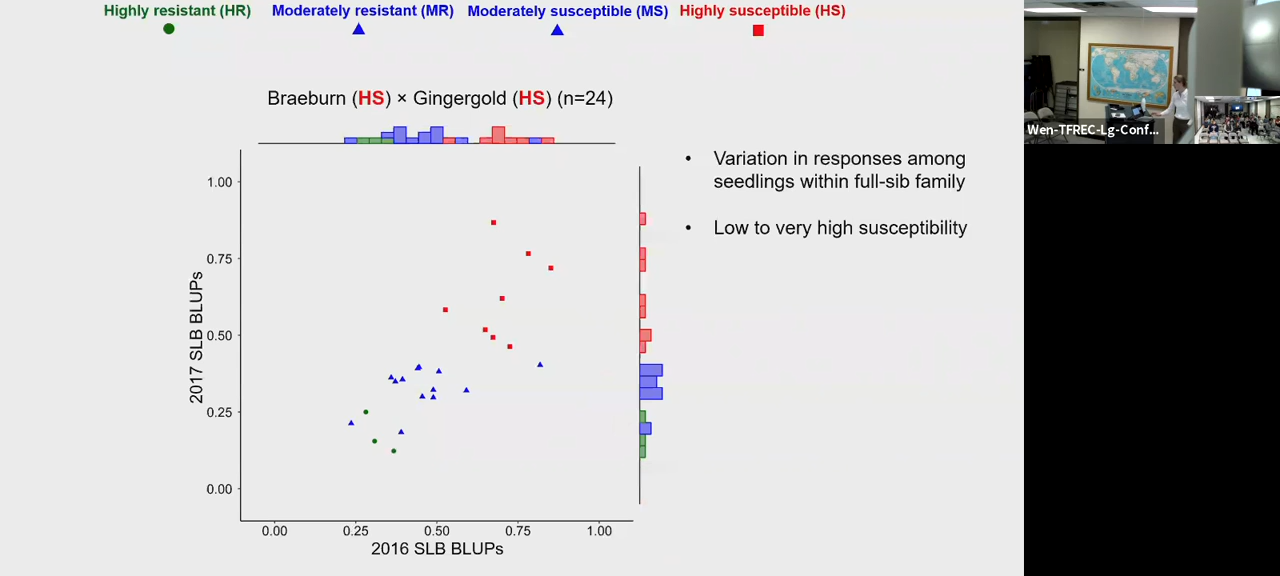 Highly resistant (HR) Moderately resistant (MR) Moderately susceptible (MS) Highly susceptible (HS)
Braeburn (HS) × Gingergold (HS) (n=24)
• Variation in responses among
seedlings within full-sib family
• Low to very high susceptibility
2017 SLB BLUPs
1.00
0.75
0.50
0.25
0.00
0.00 0.25 0.50 0.75 1.00
2016 SLB BLUPs
Wen-TFREC-Lg-Conf...